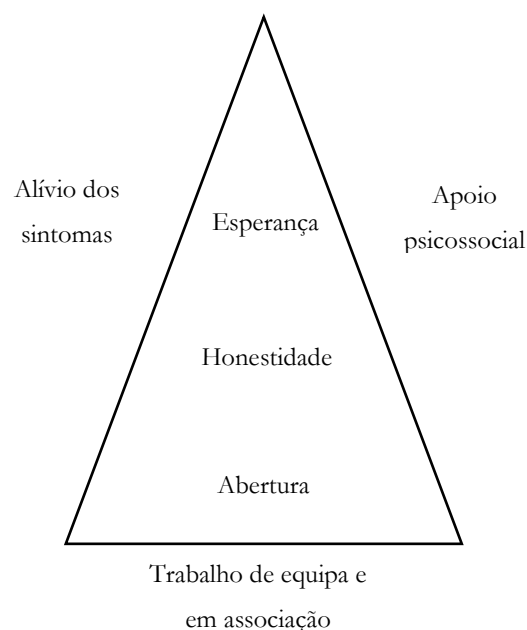 Alívio dos
sintomas
Esperança
Apoio
psicossocial
Honestidade
Abertura
Trabalho de equipa e
em associação